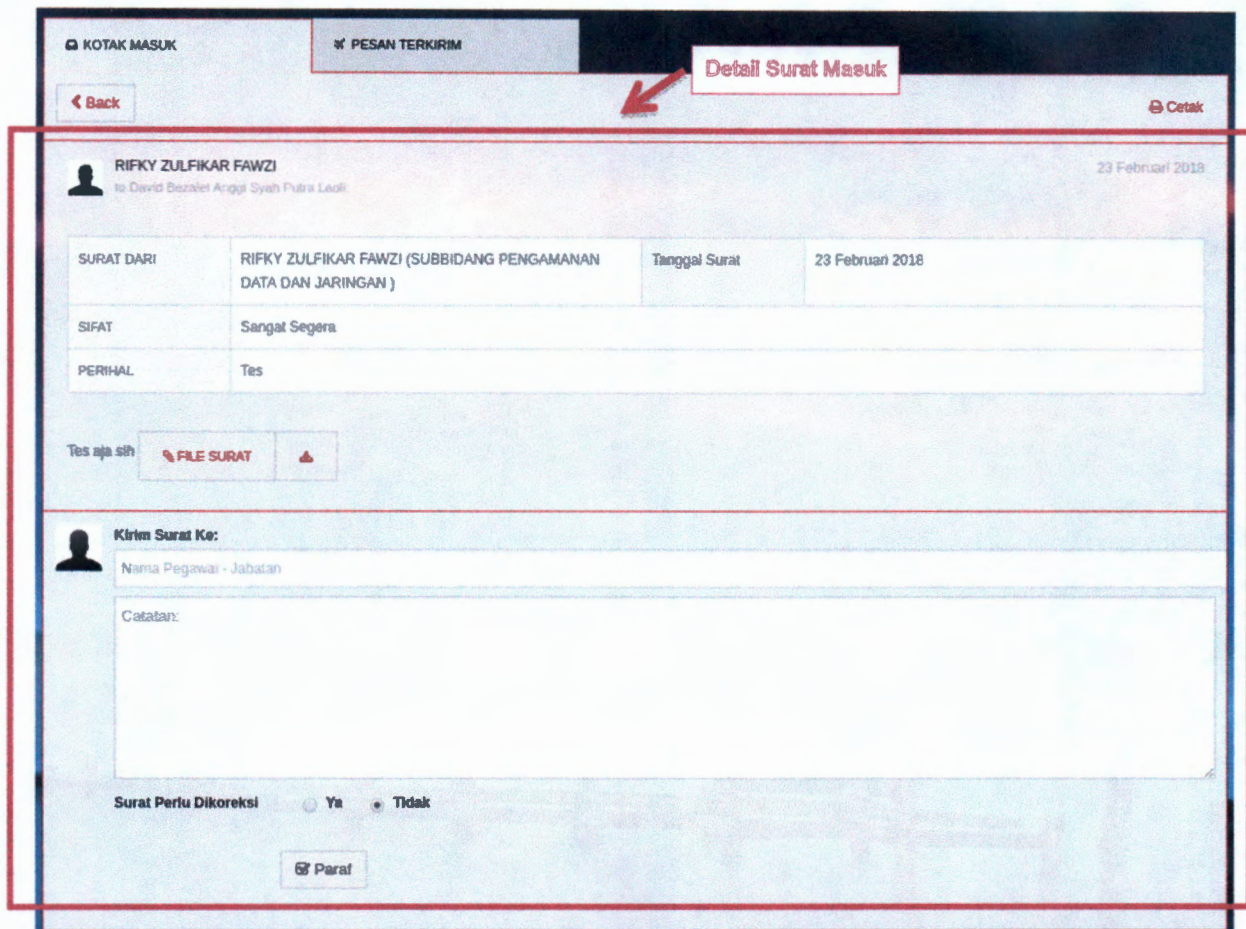 KOTAK MASUK
PESAN TERKIRIM
Detail Surat Masuk
Back
Cetak
RIFKY ZULFIKAR FAWZI
23 Februari 2018
to David Bezalel Anggi Syah Putra Laoli
SURAT DARI
RIFKY ZULFIKAR FAWZI (SUBBIDANG PENGAMANAN
DATA DAN JARINGAN )
Tanggal Surat
23 Februari 2018
SIFAT
Sangat Segera
PERIHAL
Tes
Tes aja sih
FILE SURAT
Kirim Surat Ke:
Nama Pegawai - Jabatan
Catatan:
Surat Perlu Dikoreksi
Ya
Tidak
Paraf